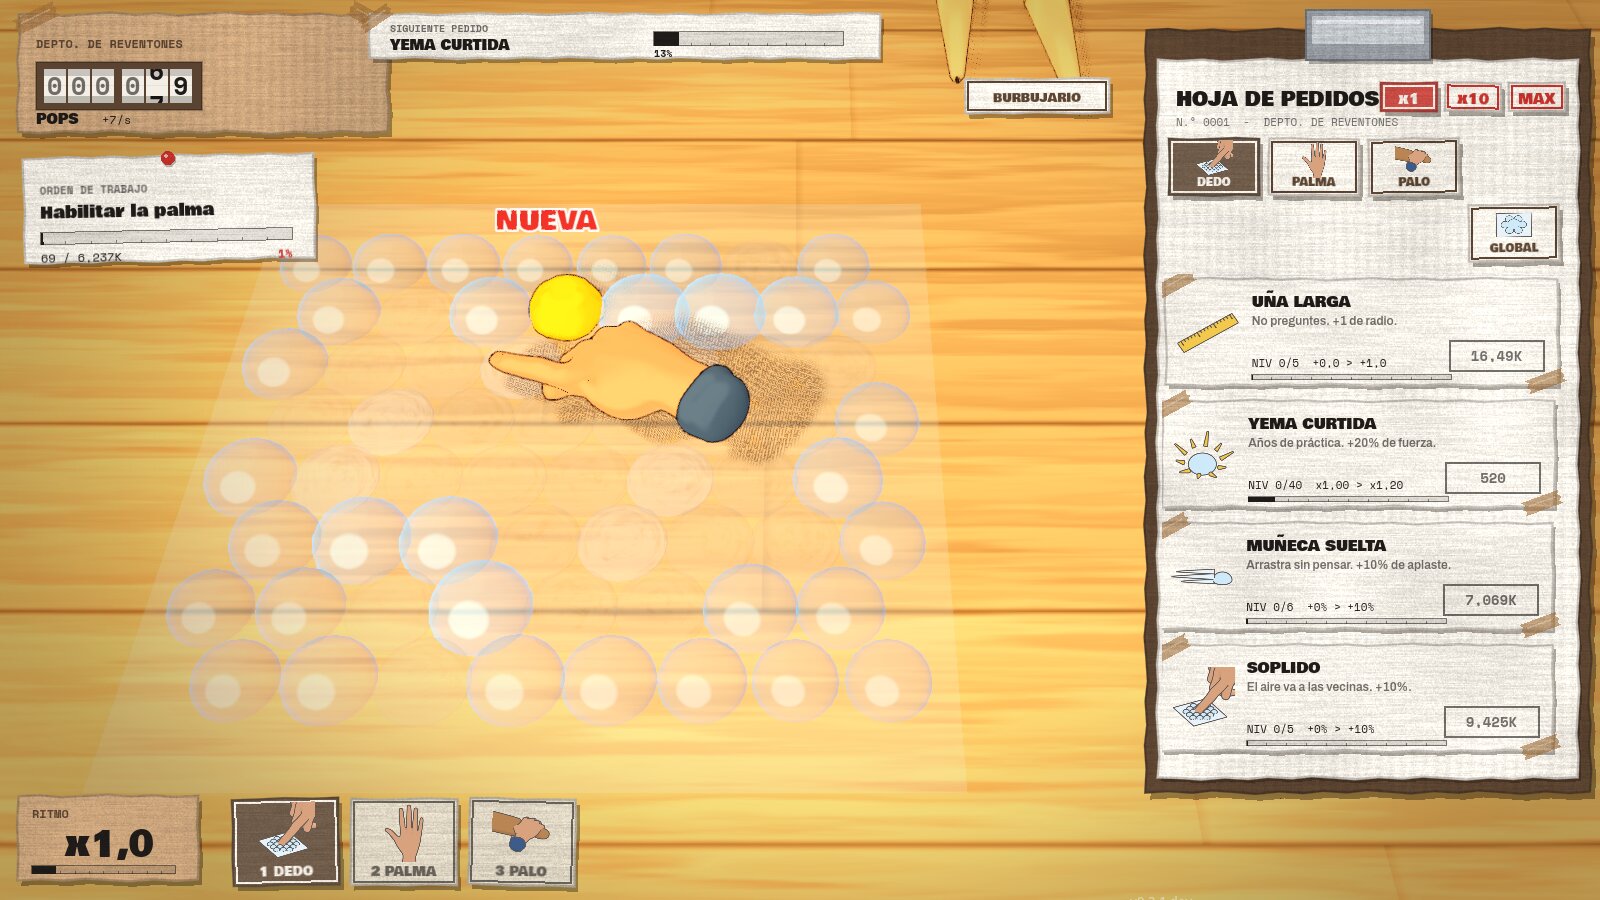 DEPTO. DE REVENTONES
POPS +7/s
SIGUIENTE PEDIDO
YEMA CURTIDA
13%
BURBUJARIO
ORDEN DE TRABAJO
Habilitar la palma
69 / 6,237K
1%
NUEVA
HOJA DE PEDIDOS
x1
x10
MAX
N.° 0001 - DEPTO. DE REVENTONES
DEDO
PALMA
PALO
GLOBAL
UÑA LARGA
No preguntes. +1 de radio.
NIV 0/5 +0,0 > +1,0
16,49K
YEMA CURTIDA
Años de práctica. +20% de fuerza.
NIV 0/40 x1,00 > x1,20
520
MUÑECA SUELTA
Arrastra sin pensar. +10% de aplaste.
NIV 0/6 +0% > +10%
7,069K
SOPLIDO
El aire va a las vecinas. +10%.
NIV 0/5 +0% > +10%
9,425K
RITMO
x1,0
1 DEDO
2 PALMA
3 PALO